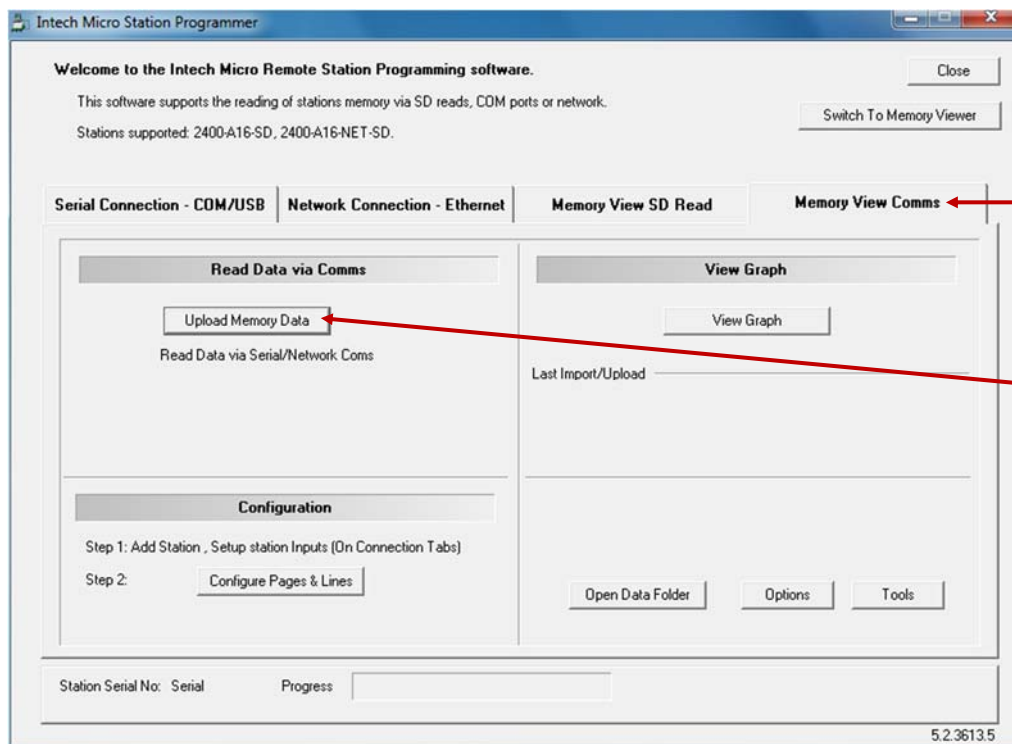 Intech Micro Station Programmer
Welcome to the Intech Micro Remote Station Programming software.
Close
This software supports the reading of stations memory via SD reads, COM ports or network.
Switch To Memory Viewer
Stations supported: 2400-A16-SD, 2400-A16-NET-SD.
Serial Connection - COM/USB
Network Connection - Ethernet
Memory View SD Read
Memory View Comms
Read Data via Comms
Upload Memory Data
Read Data via Serial/Network Coms
View Graph
View Graph
Last Import/Upload
Configuration
Step 1: Add Station , Setup station Inputs (On Connection Tabs)
Step 2:
Configure Pages & Lines
Open Data Folder
Options
Tools
Station Serial No: Serial
Progress
5.2.3613.5